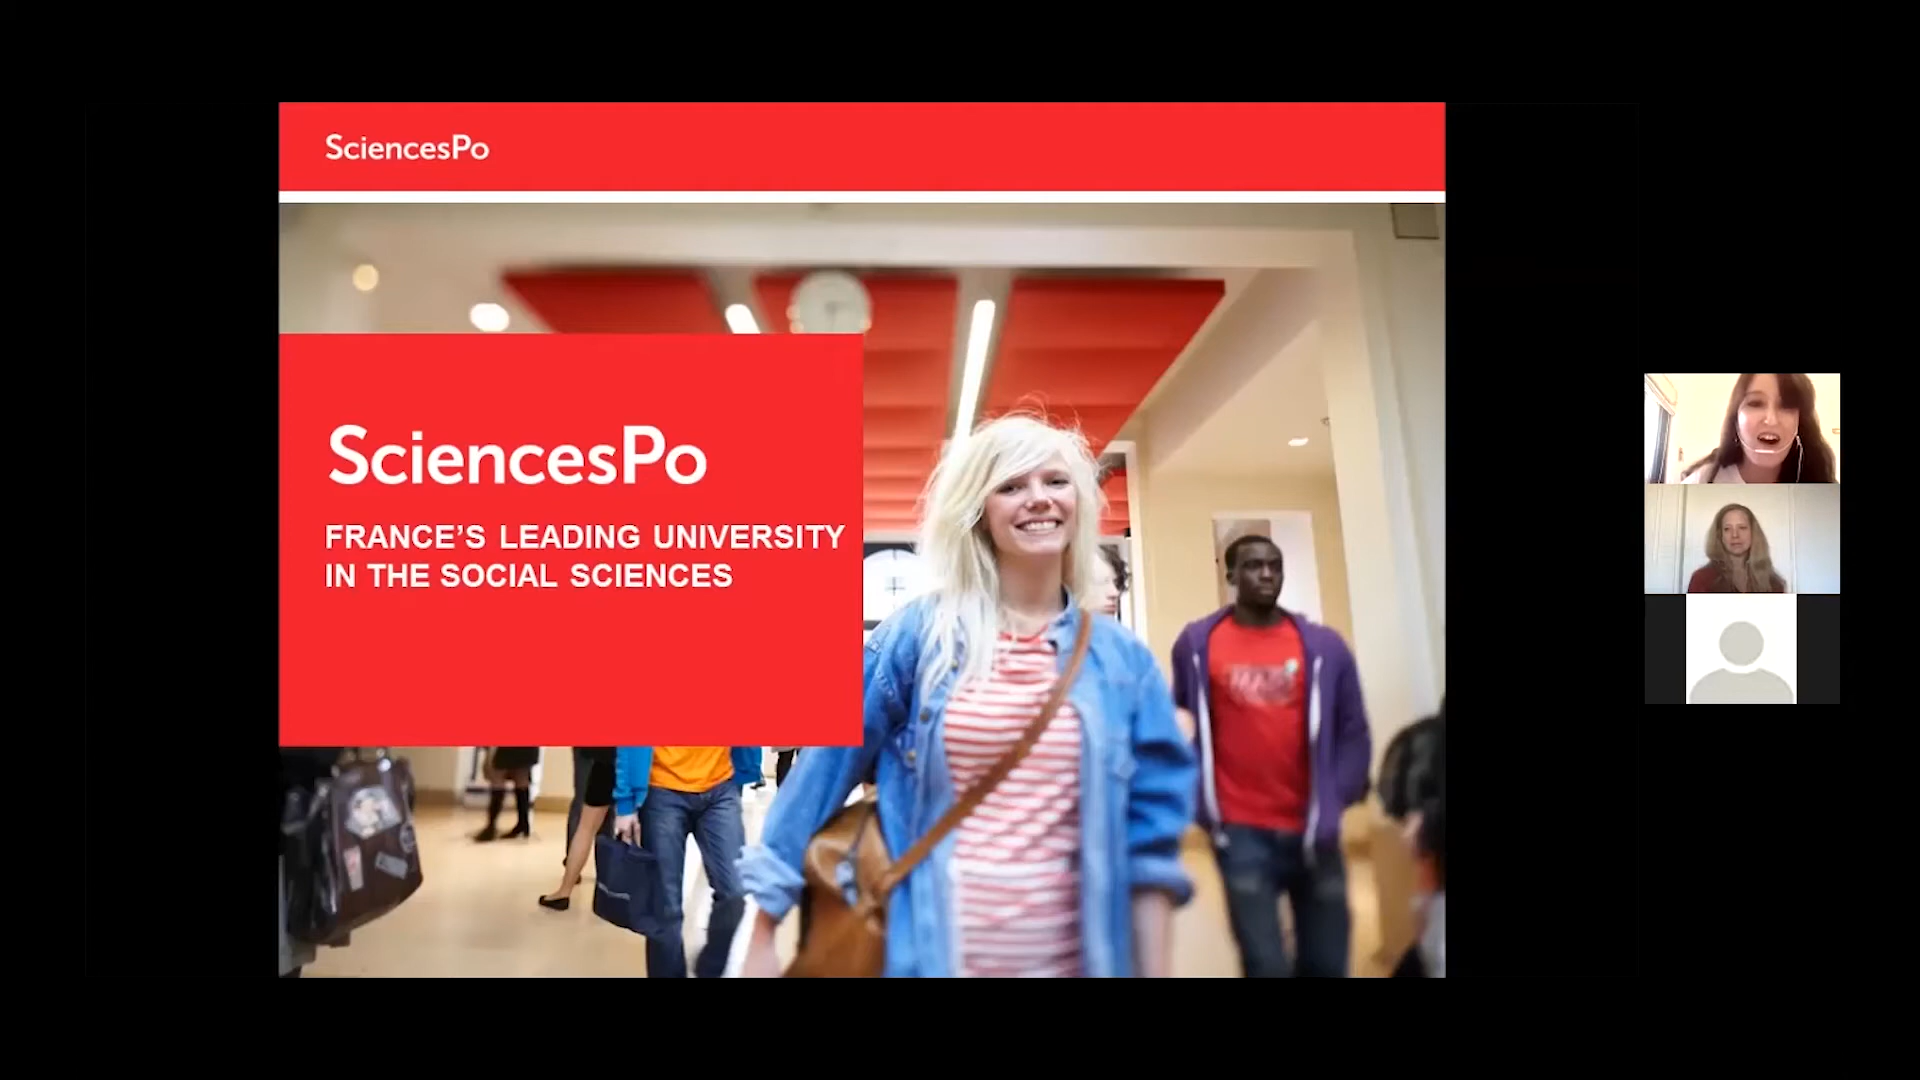 SciencesPo
SciencesPo
FRANCE'S LEADING UNIVERSITY
IN THE SOCIAL SCIENCES